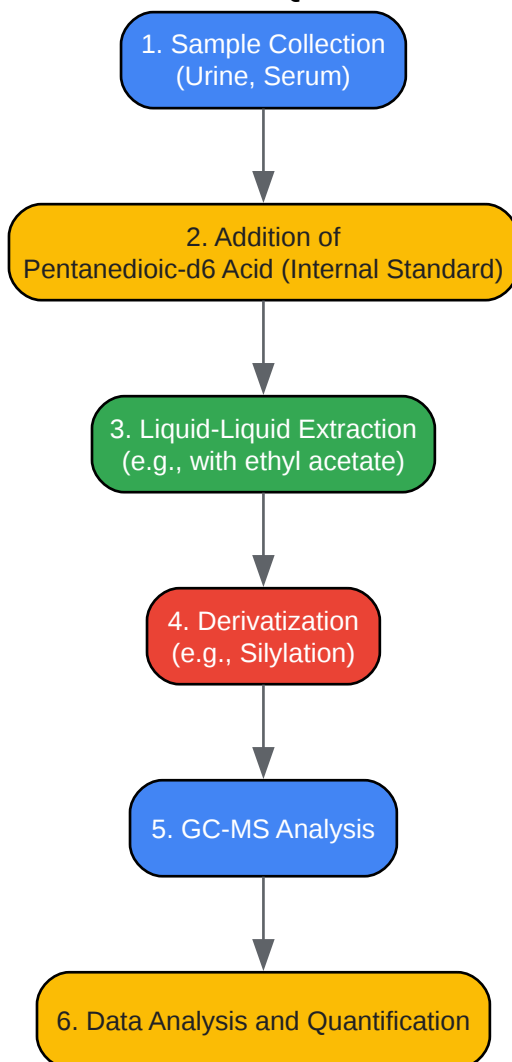 1. Sample Collection
(Urine, Serum)
2. Addition of
Pentanedioic-d6 Acid (Internal Standard)
3. Liquid-Liquid Extraction
(e.g., with ethyl acetate)
4. Derivatization
(e.g., Silylation)
5. GC-MS Analysis
6. Data Analysis and Quantification